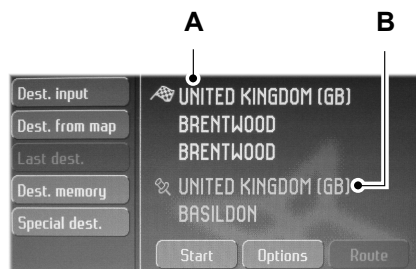 A
B
Dest. input
Dest. from map
Last dest.
Dest. memory
Special dest.
UNITED KINGDOM (GB)
BRENTWOOD
BRENTWOOD
UNITED KINGDOM (GB)
BASILDON
Start
Options
Route